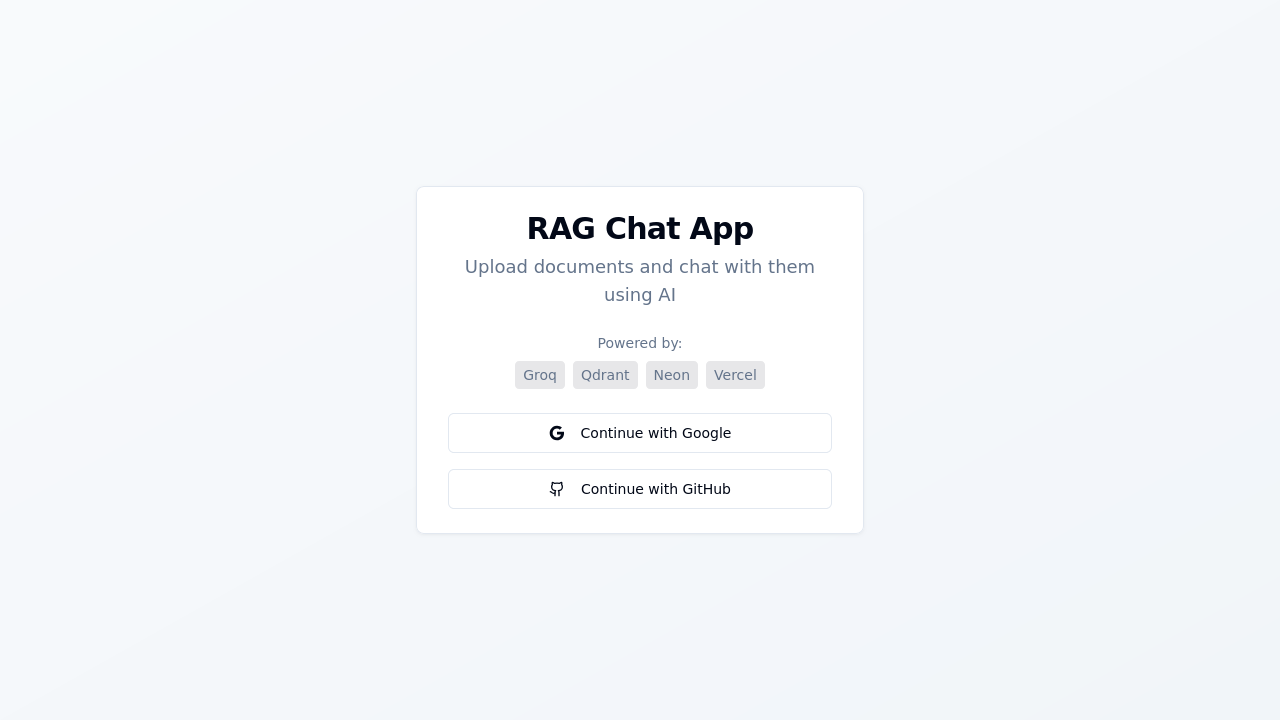 RAG Chat App
Upload documents and chat with them
using AI
Powered by:
Groq Qdrant Neon Vercel
Continue with Google
Continue with GitHub